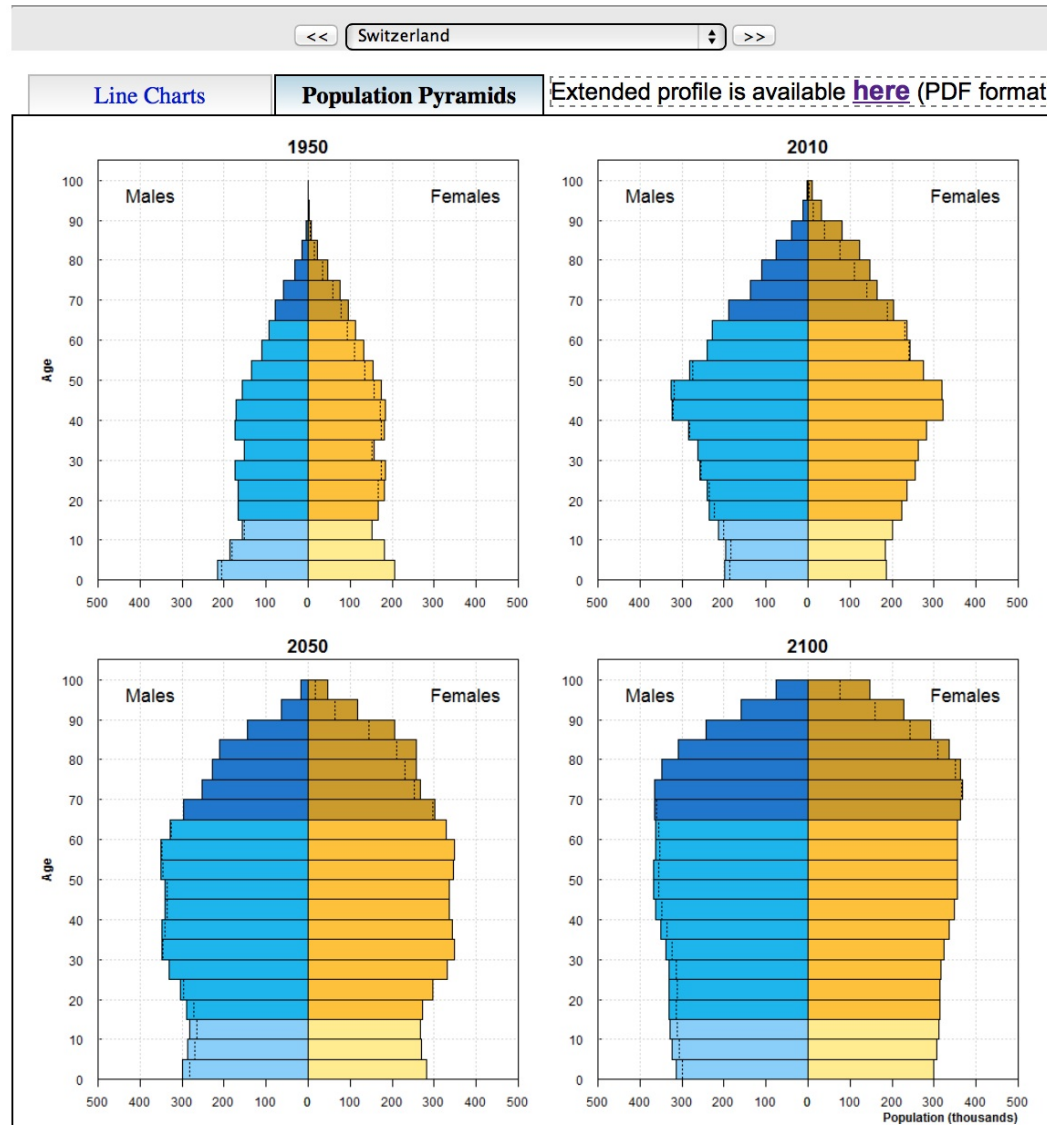 << Switzerland >>
Line Charts Population Pyramids Extended profile is available here (PDF format
1950 2010
100 Males Females 100 Males Females
90 90
80 80
70 70
60 60
Age
50 50
40 40
30 30
20 20
10 10
0 0
500 400 300 200 100 0 100 200 300 400 500 500 400 300 200 100 0 100 200 300 400 500
2050 2100
100 Males Females 100 Males Females
90 90
80 80
70 70
60 60
Age
50 50
40 40
30 30
20 20
10 10
0 0
500 400 300 200 100 0 100 200 300 400 500 500 400 300 200 100 0 100 200 300 400 500
Population (thousands)